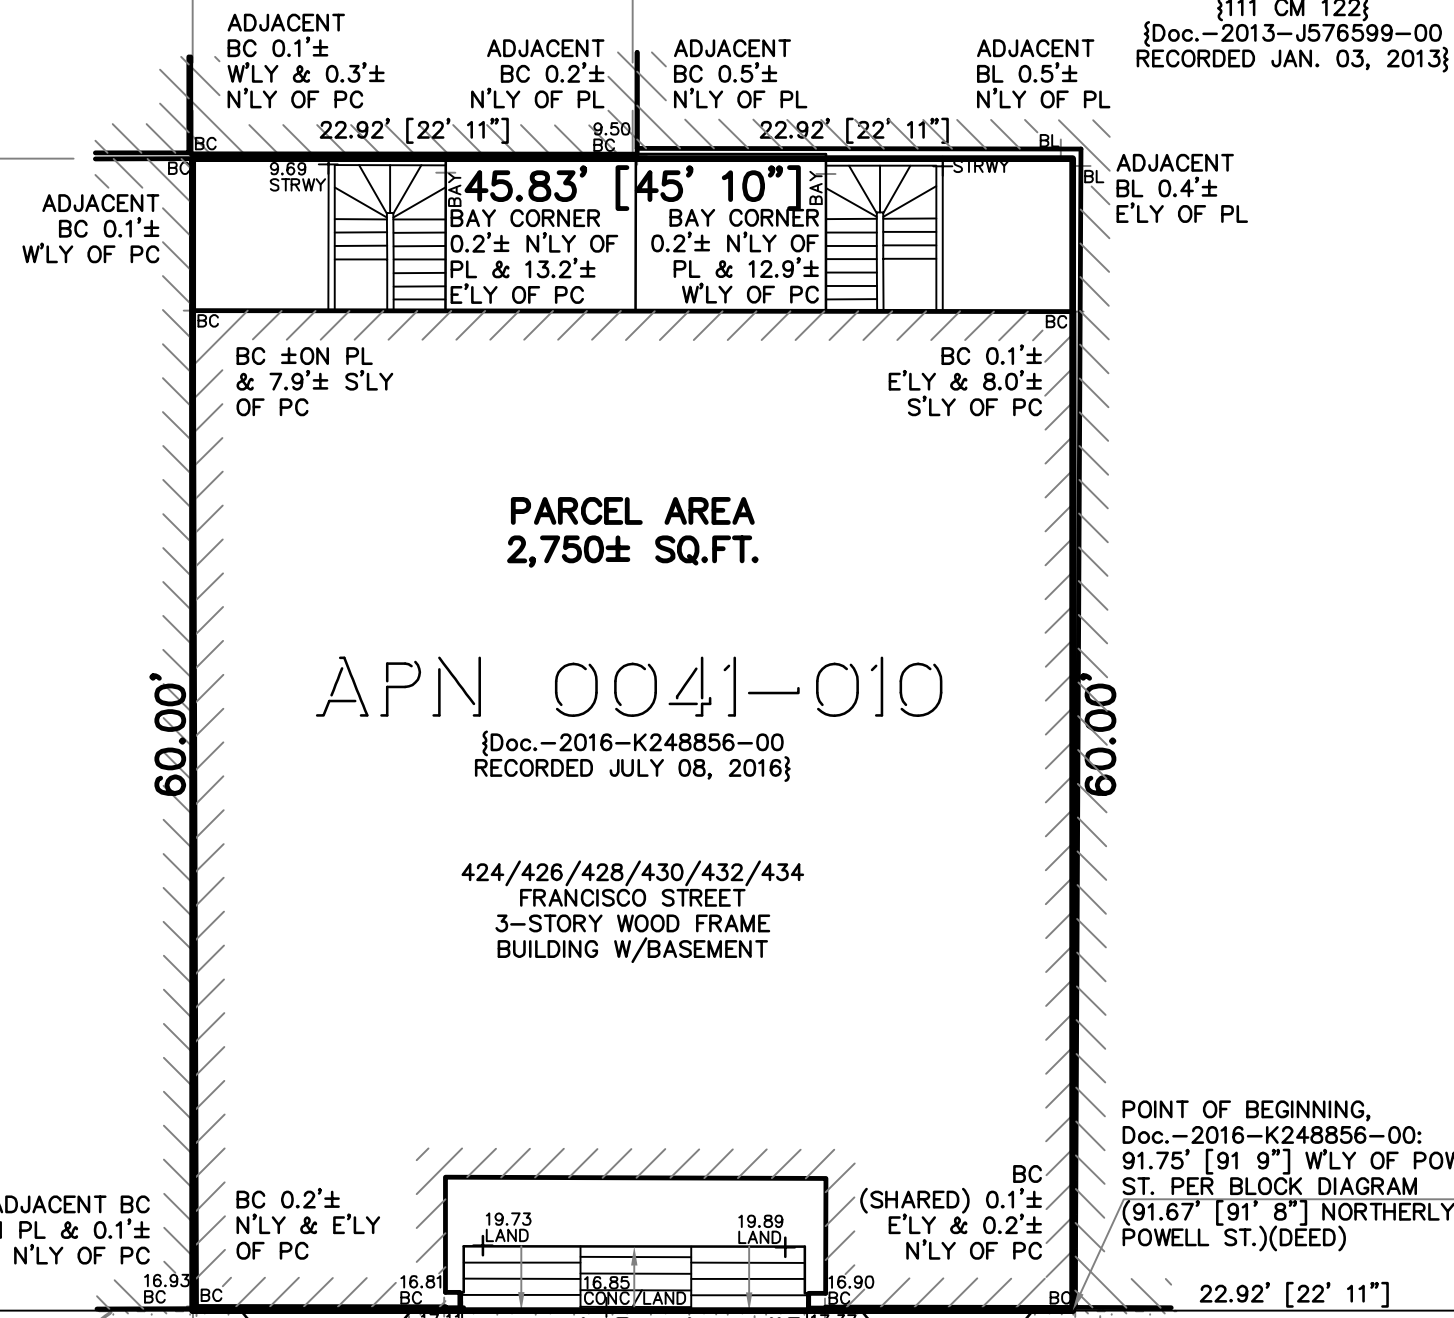 }111 CM 122{
{Doc.-2013-J576599-00
RECORDED JAN. 03, 2013}
ADJACENT
BC 0.1'±
W'LY & 0.3'±
N'LY OF PC
ADJACENT
BC 0.2'±
N'LY OF PL
ADJACENT
BC 0.5'±
N'LY OF PL
ADJACENT
BL 0.5'±
N'LY OF PL
22.92' [22' 11"]
9.50
BC
22.92' [22' 11"]
BL
BC
BC
9.69
STRWY
BAY
45.83' [45' 10"]
BAY
STRWY
BL
ADJACENT
BL 0.4'±
E'LY OF PL
ADJACENT
BC 0.1'±
W'LY OF PC
BAY CORNER
0.2'± N'LY OF
PL & 13.2'±
E'LY OF PC
BAY CORNER
0.2'± N'LY OF
PL & 12.9'±
W'LY OF PC
BC
BC
BC ±ON PL
& 7.9'± S'LY
OF PC
BC 0.1'±
E'LY & 8.0'±
S'LY OF PC
PARCEL AREA
2,750± SQ.FT.
60.00'
APN 0041-010
60.00'
{Doc.-2016-K248856-00
RECORDED JULY 08, 2016}
424/426/428/430/432/434
FRANCISCO STREET
3-STORY WOOD FRAME
BUILDING W/BASEMENT
POINT OF BEGINNING,
Doc.-2016-K248856-00:
91.75' [91 9"] W'LY OF POW
ST. PER BLOCK DIAGRAM
(91.67' [91' 8"] NORTHERLY
POWELL ST.)(DEED)
ADJACENT BC
PL & 0.1'±
N'LY OF PC
BC 0.2'±
N'LY & E'LY
OF PC
19.73
LAND
19.89
LAND
BC
(SHARED) 0.1'±
E'LY & 0.2'±
N'LY OF PC
16.93
BC
BC
16.81
BC
16.85
CONC/LAND
16.90
BC
BC
22.92' [22' 11"]